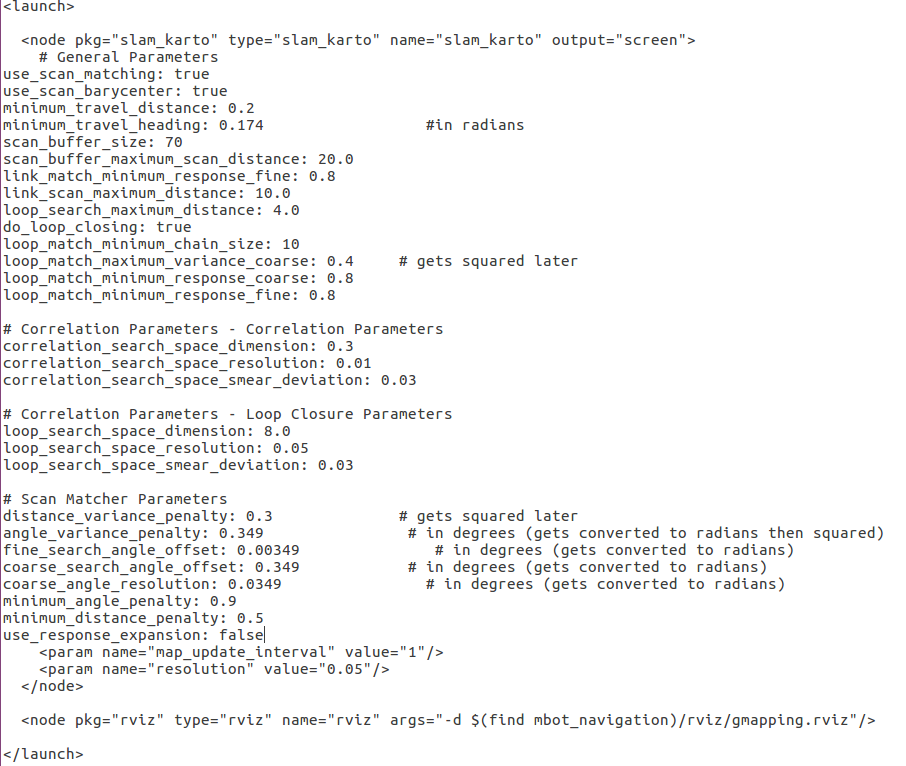 <launch>
<node pkg="slam_karto" type="slam_karto" name="slam_karto" output="screen">
# General Parameters
use_scan_matching: true
use_scan_barycenter: true
minimum_travel_distance: 0.2
minimum_travel_heading: 0.174 #in radians
scan_buffer_size: 70
scan_buffer_maximum_scan_distance: 20.0
link_match_minimum_response_fine: 0.8
link_scan_maximum_distance: 10.0
loop_search_maximum_distance: 4.0
do_loop_closing: true
loop_match_minimum_chain_size: 10
loop_match_maximum_variance_coarse: 0.4 # gets squared later
loop_match_minimum_response_coarse: 0.8
loop_match_minimum_response_fine: 0.8
# Correlation Parameters - Correlation Parameters
correlation_search_space_dimension: 0.3
correlation_search_space_resolution: 0.01
correlation_search_space_smear_deviation: 0.03
# Correlation Parameters - Loop Closure Parameters
loop_search_space_dimension: 8.0
loop_search_space_resolution: 0.05
loop_search_space_smear_deviation: 0.03
# Scan Matcher Parameters
distance_variance_penalty: 0.3 # gets squared later
angle_variance_penalty: 0.349 # in degrees (gets converted to radians then squared)
fine_search_angle_offset: 0.00349 # in degrees (gets converted to radians)
coarse_search_angle_offset: 0.349 # in degrees (gets converted to radians)
coarse_angle_resolution: 0.0349 # in degrees (gets converted to radians)
minimum_angle_penalty: 0.9
minimum_distance_penalty: 0.5
use_response_expansion: false
<param name="map_update_interval" value="1"/>
<param name="resolution" value="0.05"/>
</node>
<node pkg="rviz" type="rviz" name="rviz" args="-d $(find mbot_navigation)/rviz/gmapping.rviz"/>
</launch>